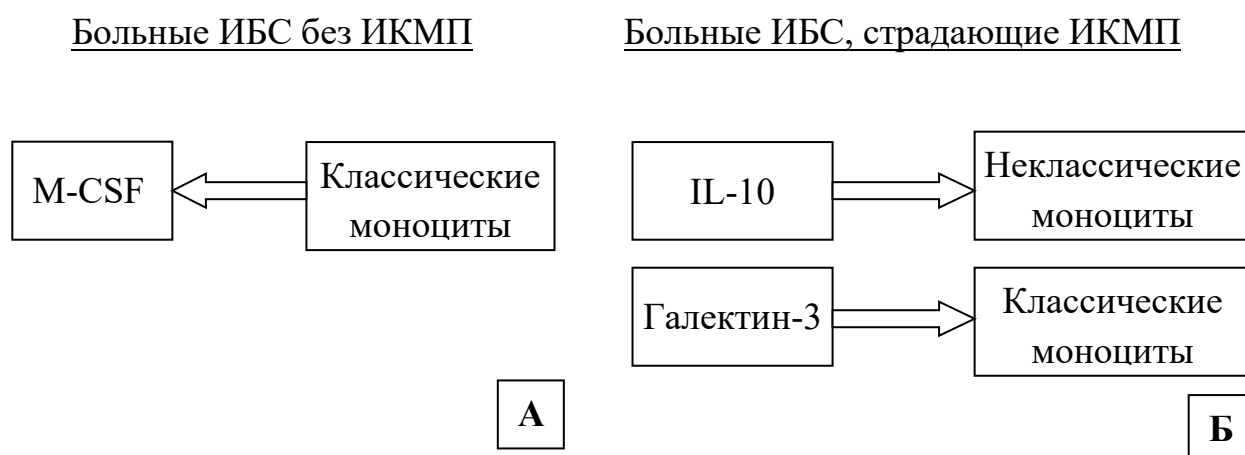 Больные ИБС без ИКМП
Больные ИБС, страдающие ИКМП
M-CSF
Классические
моноциты
IL-10
Неклассические
моноциты
Галектин-3
Классические
моноциты
А
Б